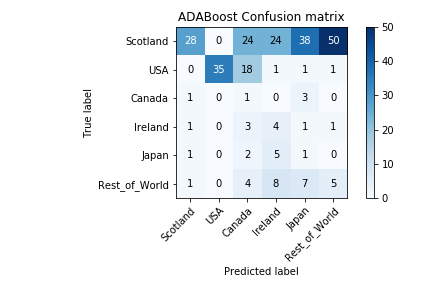 ADABoost Confusion matrix
Scotland 28 0 24 24 38 50
USA 0 35 18 1 1 1
Canada 1 0 1 0 3 0
Ireland 1 0 3 4 1 1
Japan 1 0 2 5 1 0
Rest_of_World 1 0 4 8 7 5
Scotland USA Canada Ireland Japan Rest_of_World
True label
Predicted label
50
40
30
20
10
0